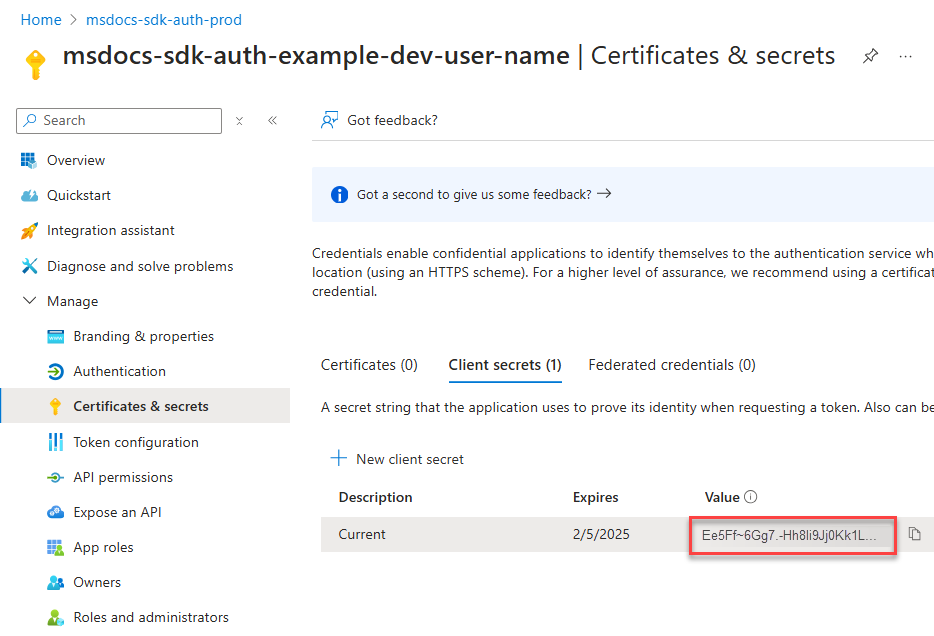 Home > msdocs-sdk-auth-prod
msdocs-sdk-auth-example-dev-user-name | Certificates & secrets
Search
Got feedback?
Overview
Quickstart
Integration assistant
Diagnose and solve problems
Manage
Branding & properties
Authentication
Certificates & secrets
Token configuration
API permissions
Expose an API
App roles
Owners
Roles and administrators
Got a second to give us some feedback?
Credentials enable confidential applications to identify themselves to the authentication service wh
location (using an HTTPS scheme). For a higher level of assurance, we recommend using a certificat
credential.
Certificates (0) Client secrets (1) Federated credentials (0)
A secret string that the application uses to prove its identity when requesting a token. Also can be
New client secret
Description Expires Value
Current 2/5/2025 Ee5Ff~6Gg7.-Hh8Ii9Jj0Kk1L...